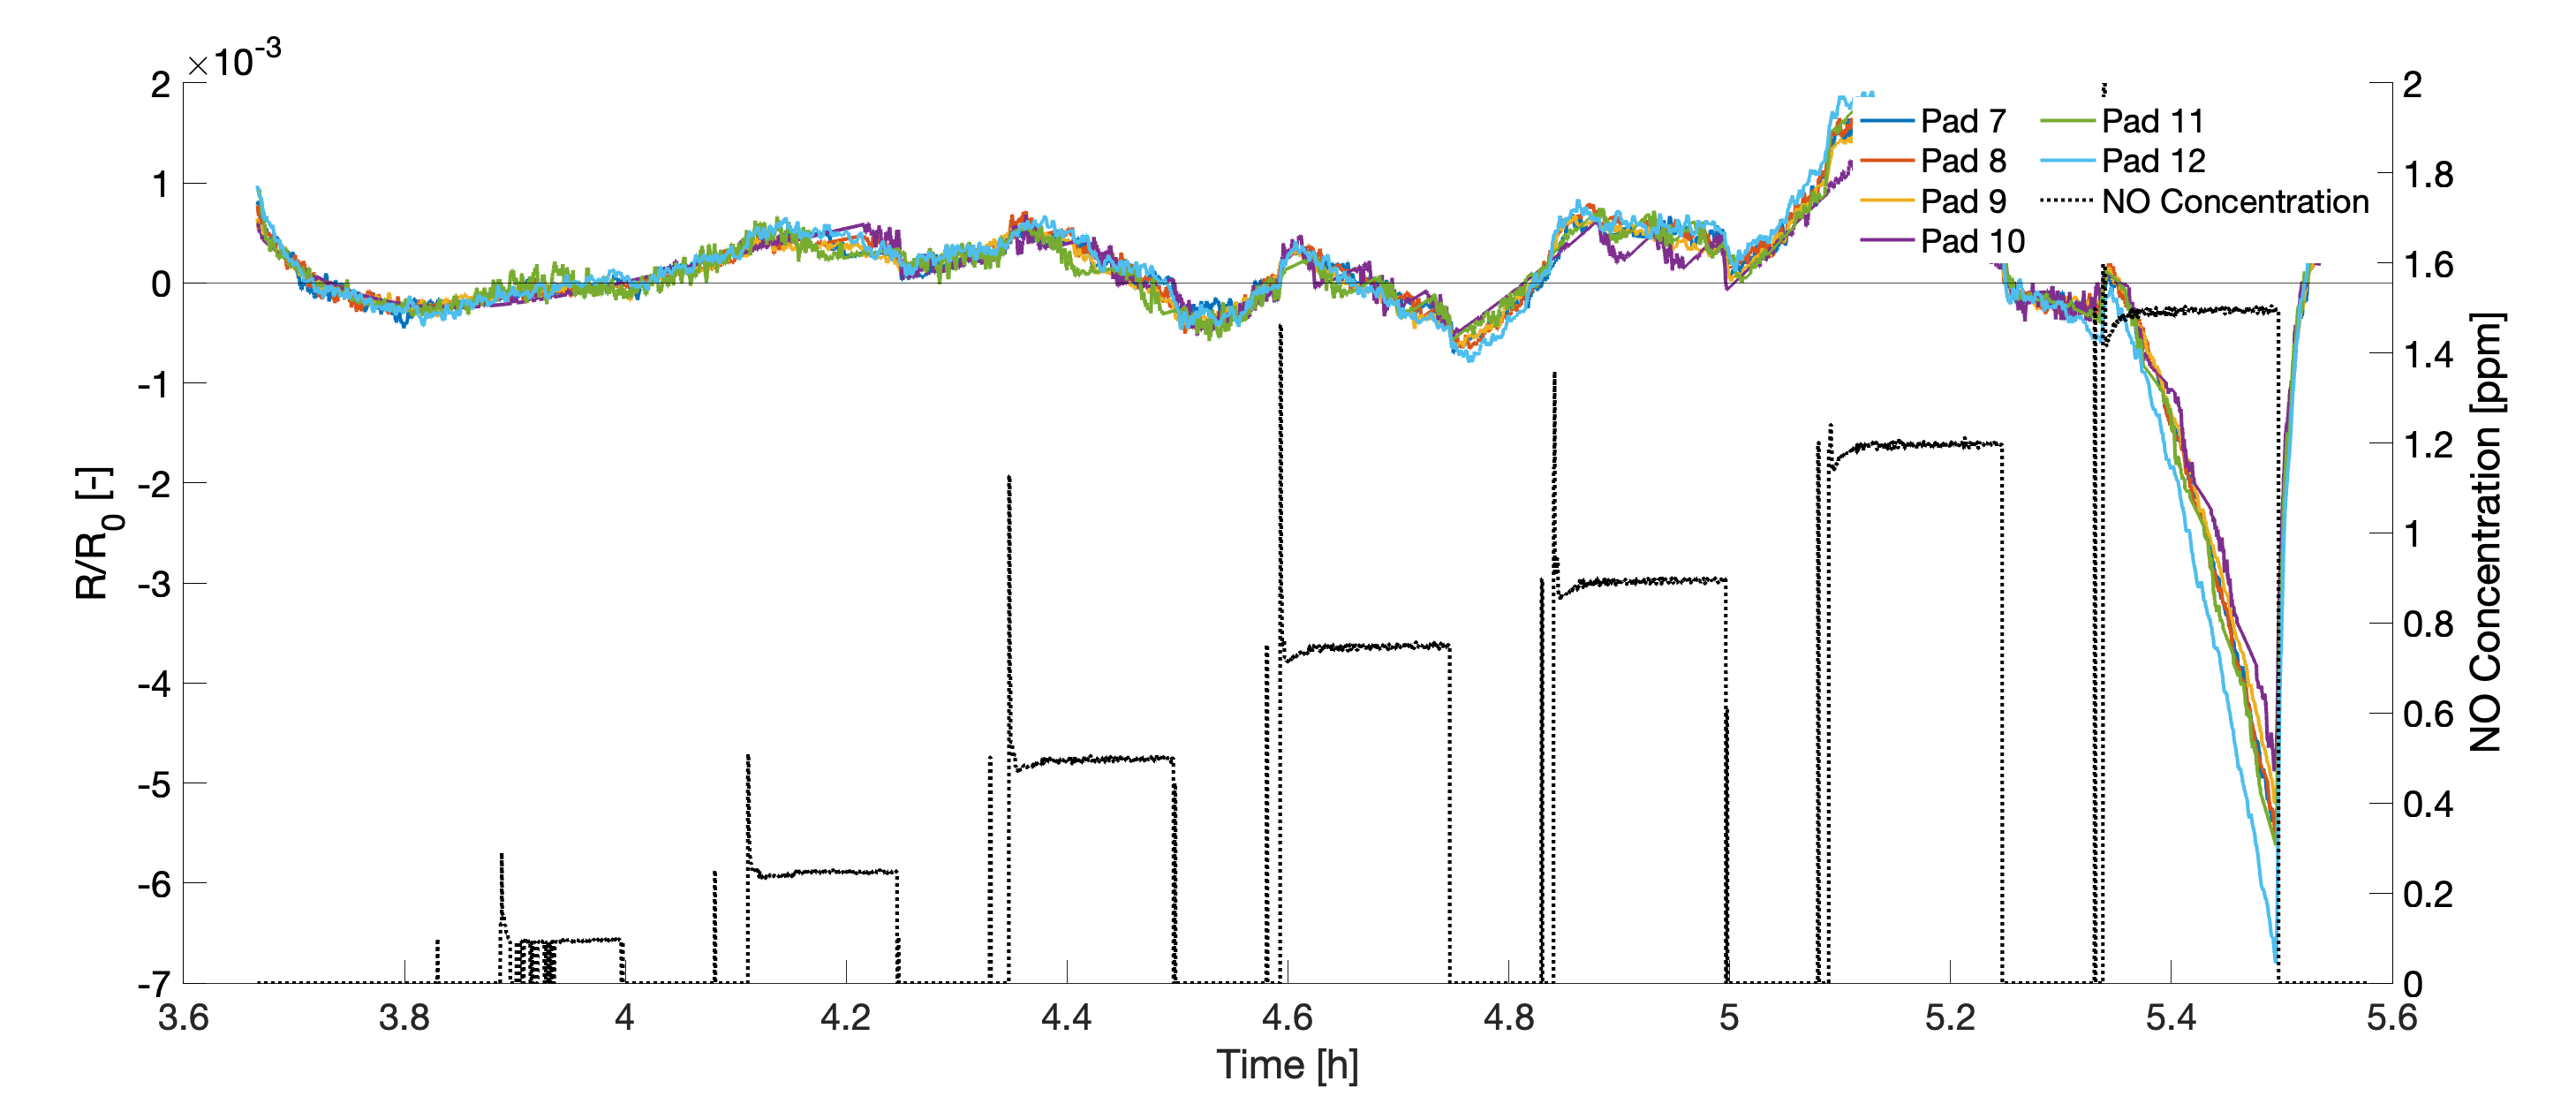 ×10-3
2
1
0
-1
-2
-3
-4
-5
-6
-7
R/R0 [-]
3.6 3.8 4 4.2 4.4 4.6 4.8 5 5.2 5.4 5.6
Time [h]
Pad 7
Pad 8
Pad 9
Pad 10
Pad 11
Pad 12
NO Concentration
2
1.8
1.6
1.4
1.2
1
0.8
0.6
0.4
0.2
0
NO Concentration [ppm]